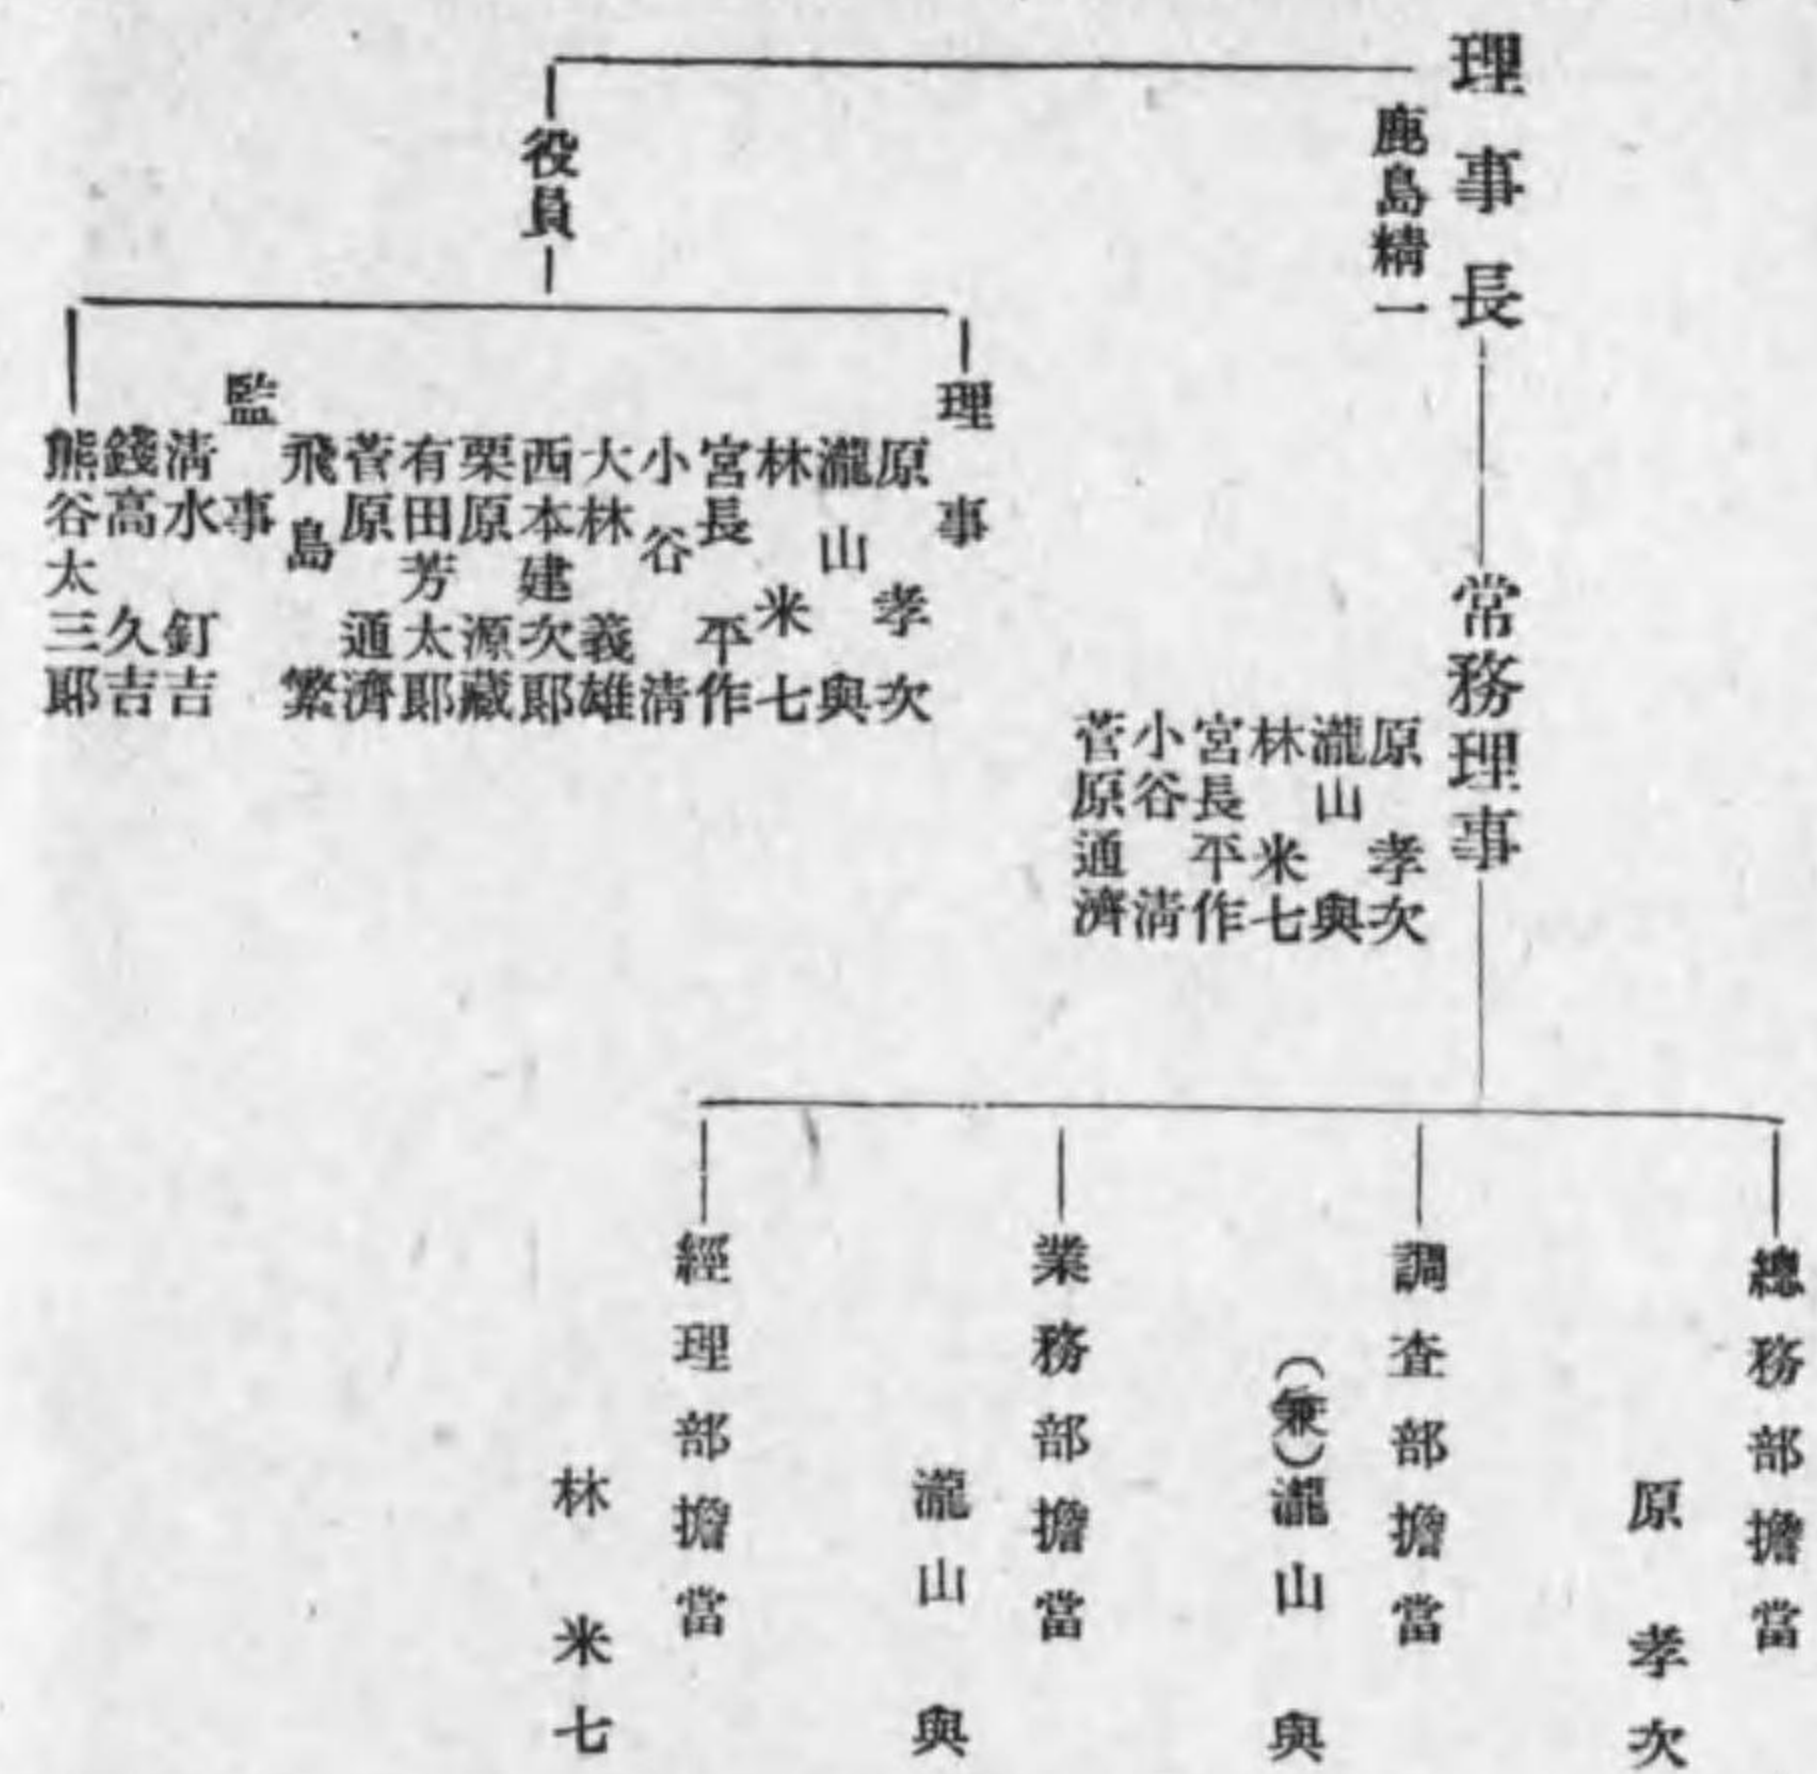 理事長
鹿島精一
常務理事
原孝次
瀧山與
林米七
宮長平作
小谷淸
菅原通濟
總務部擔當
原孝次
調査部擔當
(兼)瀧山與
業務部擔當
瀧山與
經理部擔當
林米七
役員
理事
原孝次
瀧山與
林米七
宮長平作
小谷淸
大林義雄
西本建次郎
栗原源藏
有田芳太郎
菅原通濟
飛島繁
監事
淸水釘吉
錢高久吉
熊谷太三郎